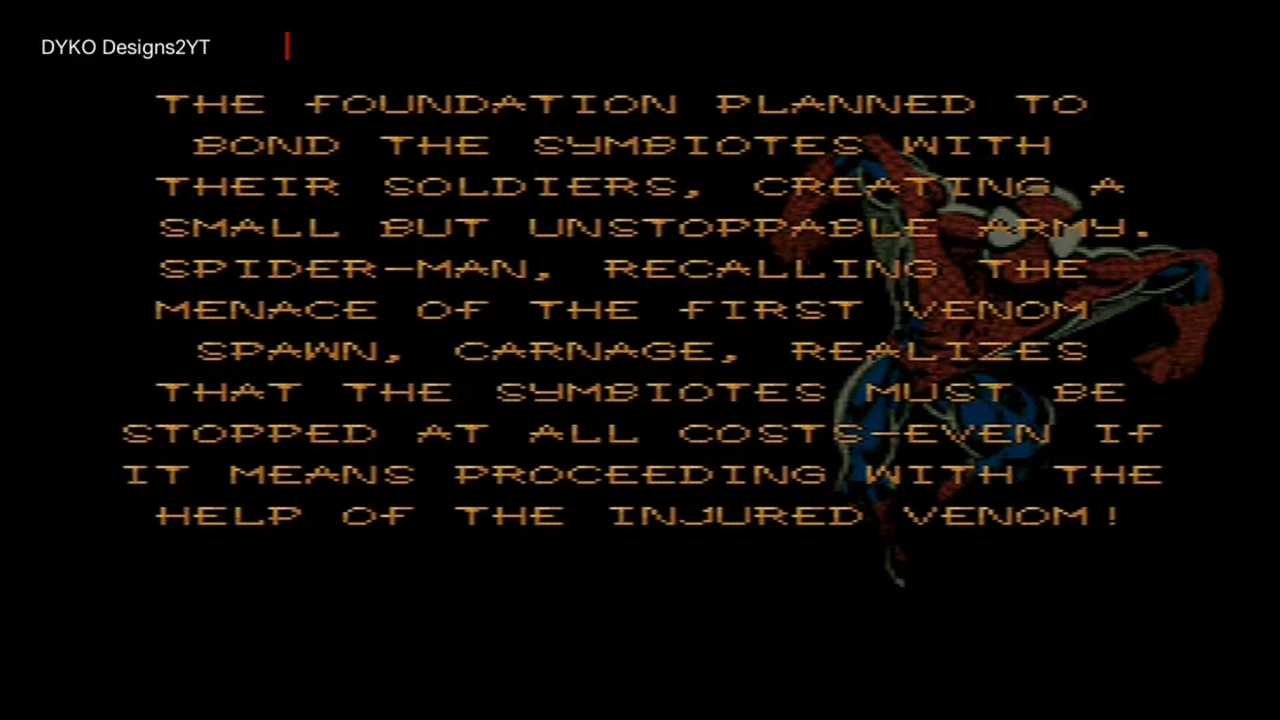 DYKO Designs2YT
THE FOUNDATION PLANNED TO
BOND THE SYMBIOTES WITH
THEIR SOLDIERS, CREATING A
SMALL BUT UNSTOPPABLE ARMY.
SPIDER-MAN, RECALLING THE
MENACE OF THE FIRST VENOM
SPAWN, CARNAGE, REALIZES
THAT THE SYMBIOTES MUST BE
STOPPED AT ALL COSTS-EVEN IF
IT MEANS PROCEEDING WITH THE
HELP OF THE INJURED VENOM!